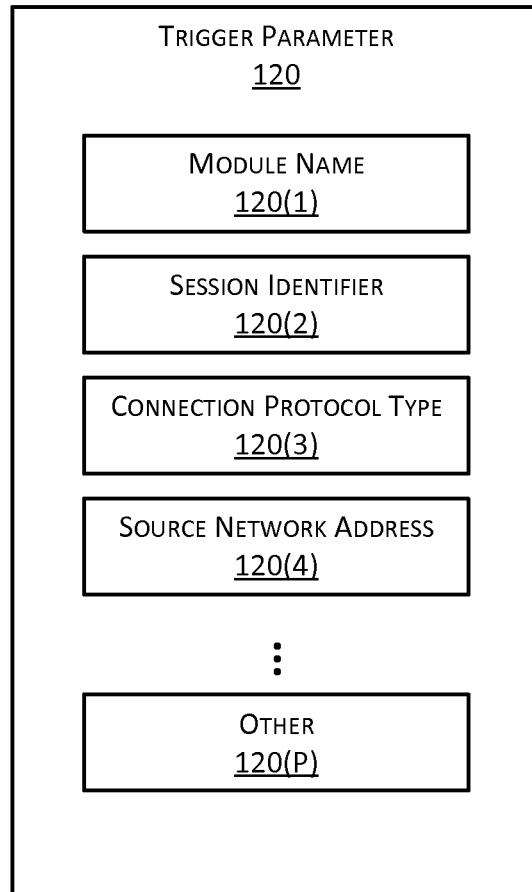 TRIGGER PARAMETER
120
MODULE NAME
120(1)
SESSION IDENTIFIER
120(2)
CONNECTION PROTOCOL TYPE
120(3)
SOURCE NETWORK ADDRESS
120(4)
⋮
OTHER
120(P)